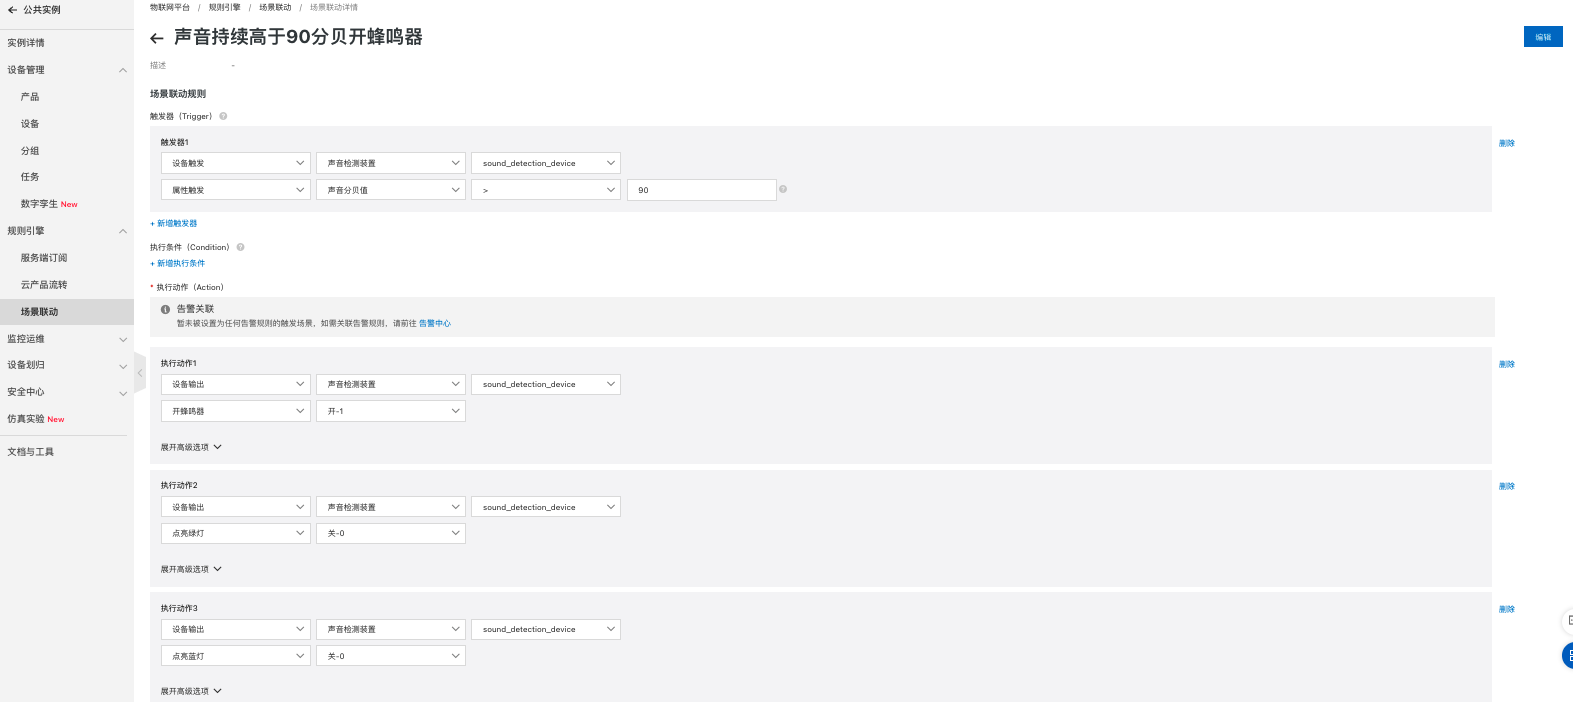 公共实例
实例详情
设备管理
产品
设备
分组
任务
数字孪生 New
规则引擎
服务端订阅
云产品流转
场景联动
监控运维
设备划归
安全中心
仿真实验 New
文档与工具
物联网平台 / 规则引擎 / 场景联动 / 场景联动详情
声音持续高于90分贝开蜂鸣器
编辑
描述 -
场景联动规则
触发器（Trigger）
触发器1
删除
设备触发 声音检测装置 sound_detection_device
属性触发 声音分贝值 > 90
+ 新增触发器
执行条件（Condition）
+ 新增执行条件
* 执行动作（Action）
告警关联
暂未被设置为任何告警规则的触发场景，如需关联告警规则，请前往 告警中心
执行动作1
删除
设备输出 声音检测装置 sound_detection_device
开蜂鸣器 开-1
展开高级选项
执行动作2
删除
设备输出 声音检测装置 sound_detection_device
点亮绿灯 关-0
展开高级选项
执行动作3
删除
设备输出 声音检测装置 sound_detection_device
点亮蓝灯 关-0
展开高级选项